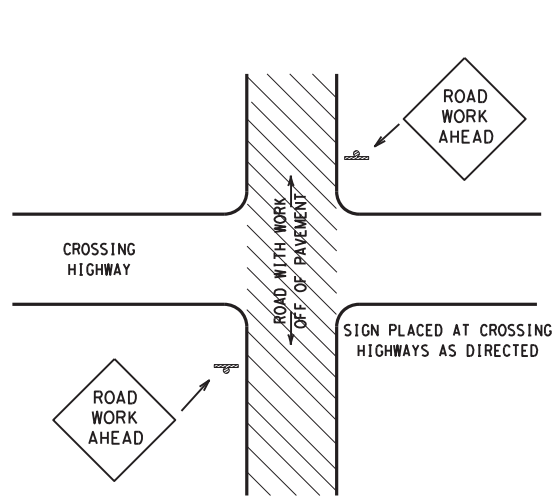 ROAD
WORK
AHEAD
CROSSING
HIGHWAY
ROAD WITH WORK
OFF OF PAVEMENT
SIGN PLACED AT CROSSING
HIGHWAYS AS DIRECTED
ROAD
WORK
AHEAD